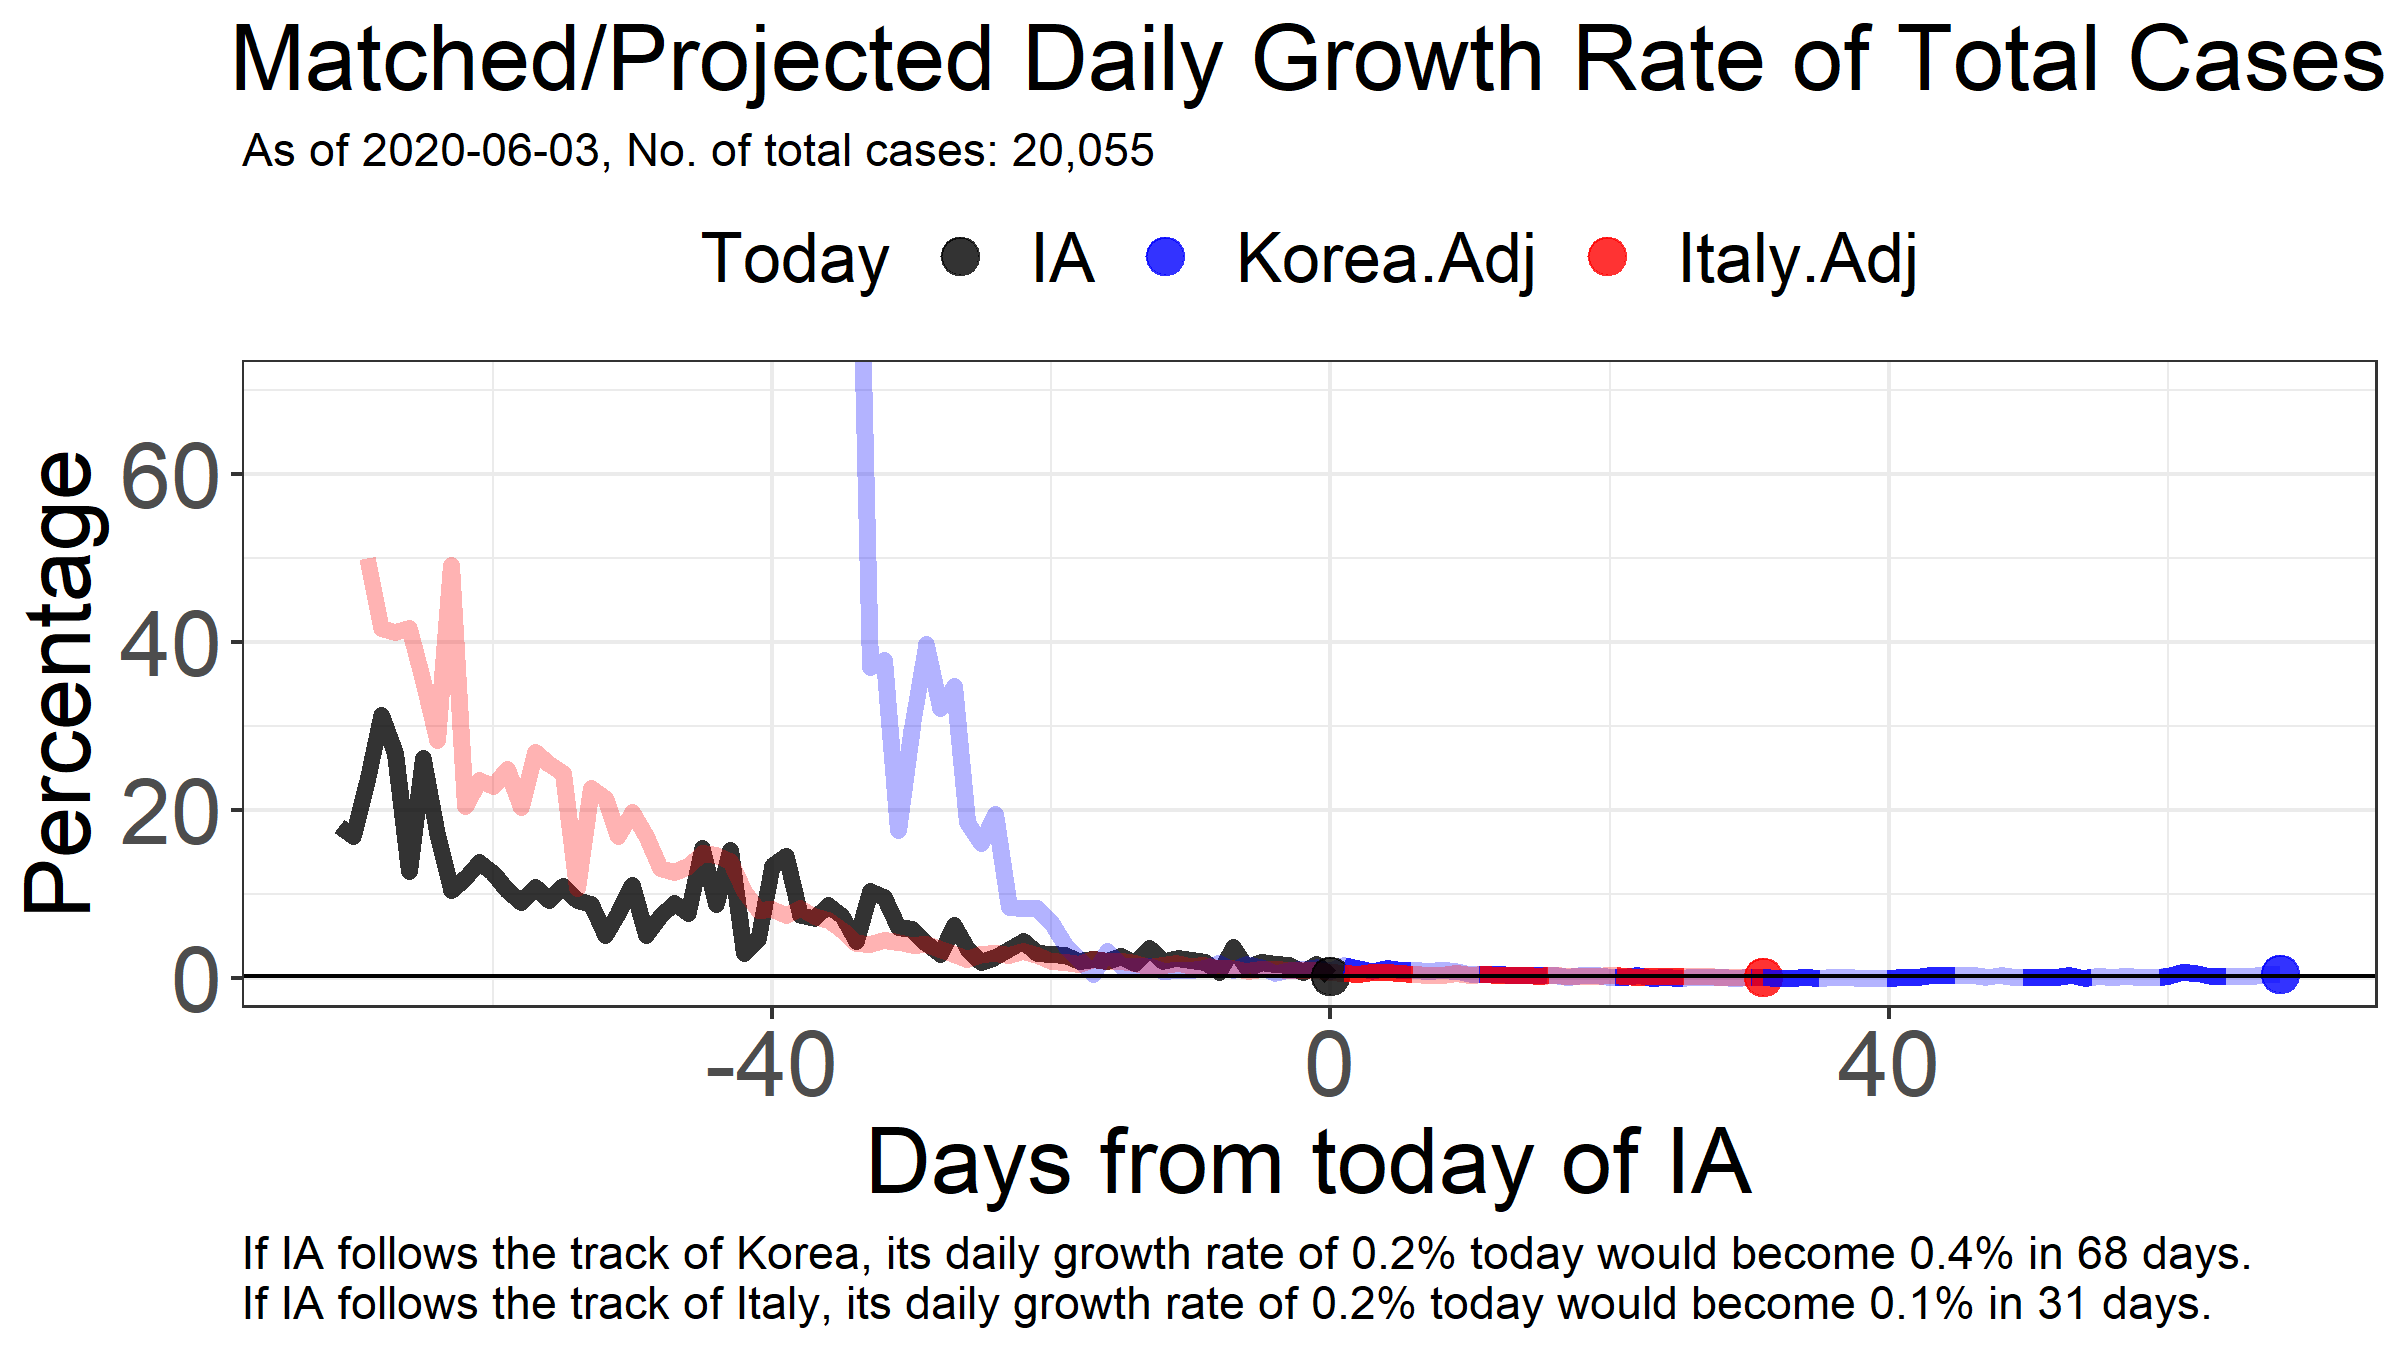 Matched/Projected Daily Growth Rate of Total Cases
As of 2020-06-03, No. of total cases: 20,055
Today IA Korea.Adj Italy.Adj
Percentage
60
40
20
0
-40 0 40
Days from today of IA
If IA follows the track of Korea, its daily growth rate of 0.2% today would become 0.4% in 68 days.
If IA follows the track of Italy, its daily growth rate of 0.2% today would become 0.1% in 31 days.